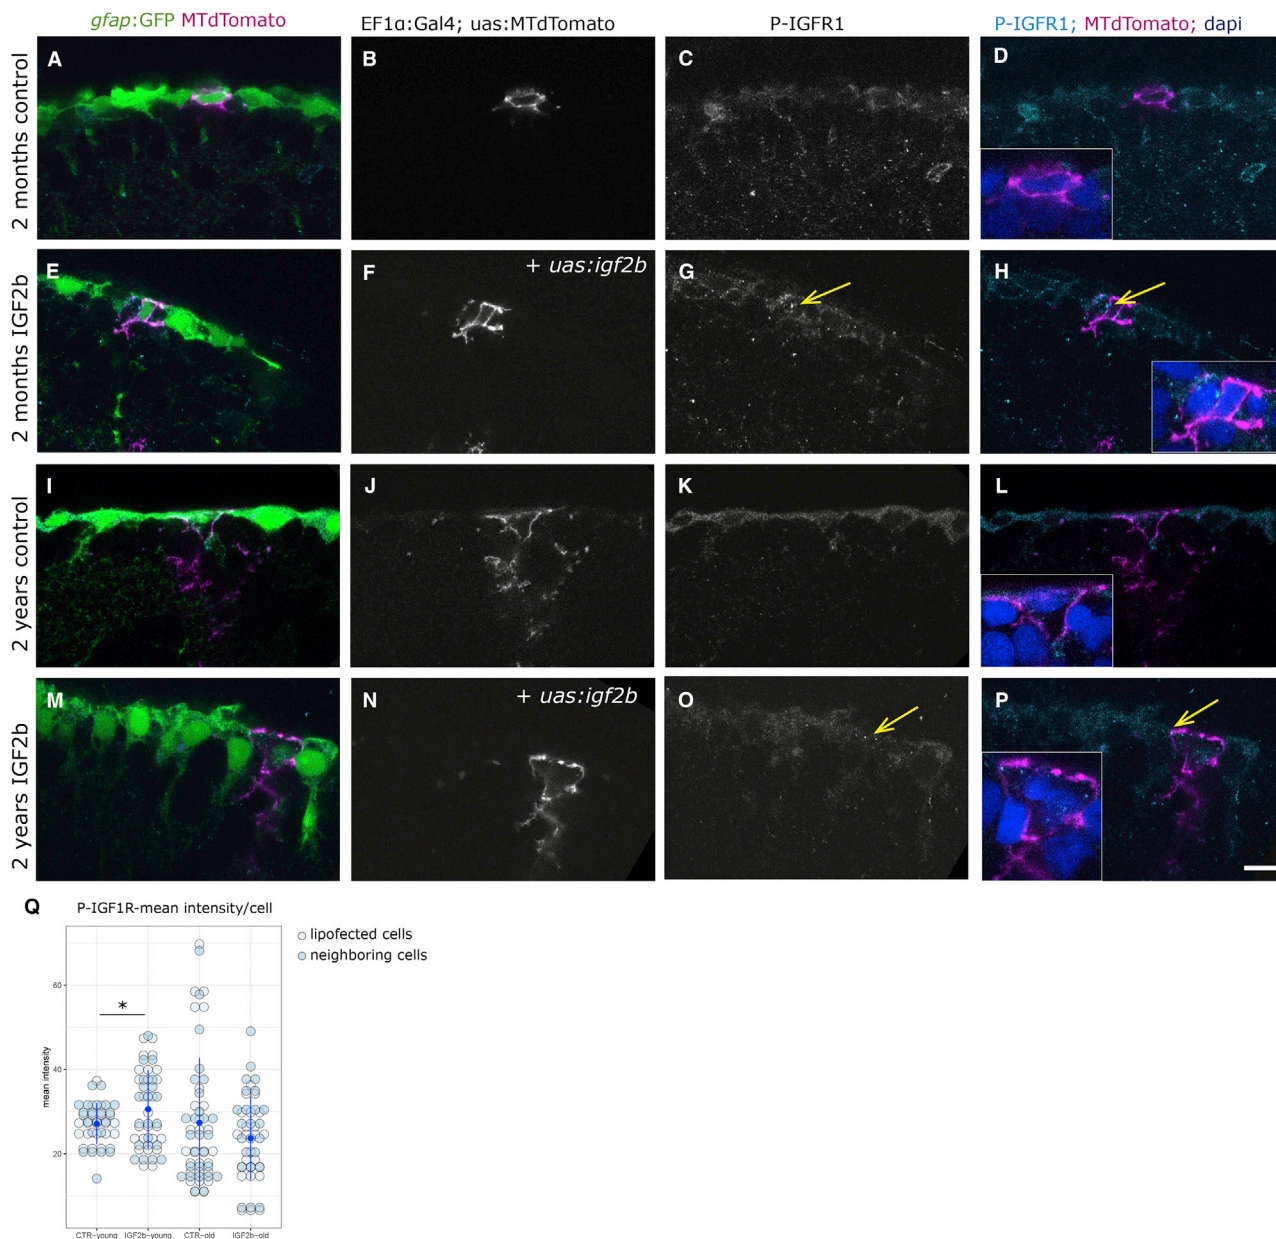 gfap:GFP MTdTomato
EF1α:Gal4; uas:MTdTomato
P-IGFR1
P-IGFR1; MTdTomato; dapi
2 months control
A
B
C
D
2 months IGF2b
E
F
+ uas:igf2b
G
H
2 years control
I
J
K
L
2 years IGF2b
M
N
+ uas:igf2b
O
P
Q
P-IGF1R-mean intensity/cell
lipofected cells
neighboring cells
mean intensity
60
40
20
*
CTR-young
IGF2b-young
CTR-old
IGF2b-old